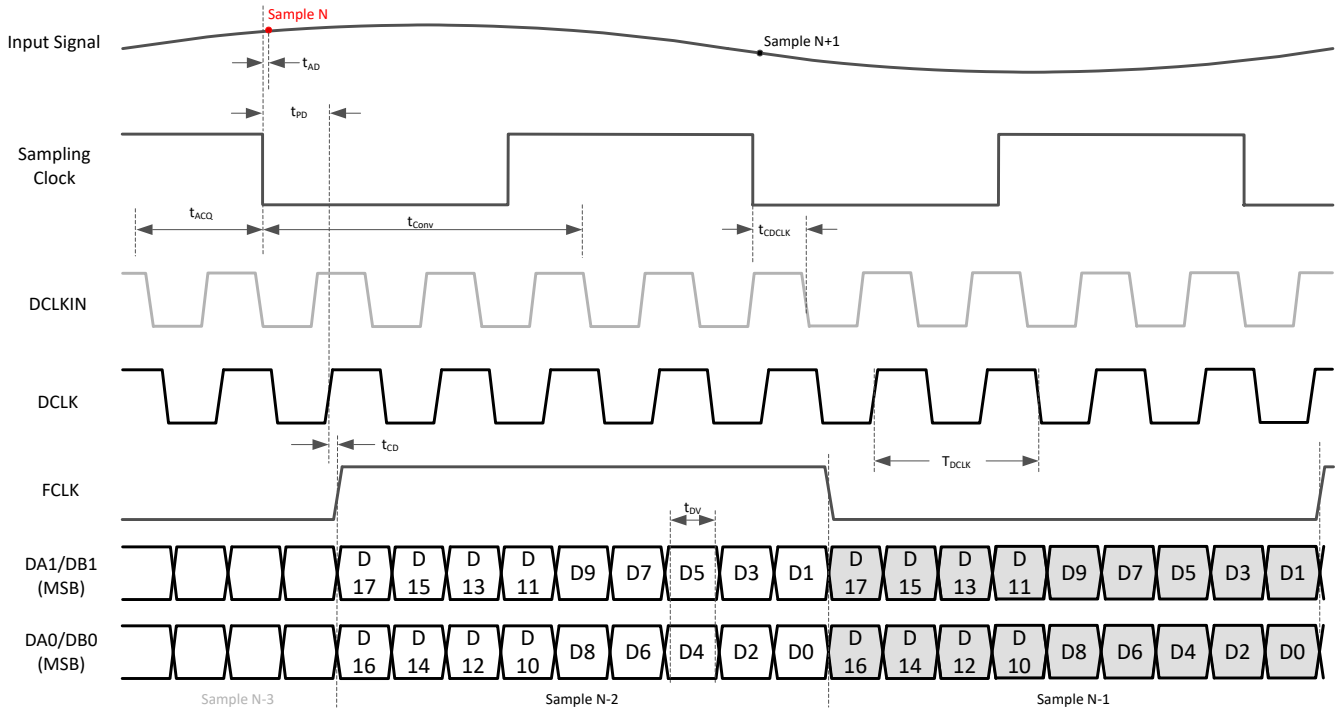 Sample N
Input Signal
Sample N+1
tAD
tPD
Sampling
Clock
tACQ
tConv
tCDCLK
DCLKIN
DCLK
tCD
TDCLK
FCLK
tDV
DA1/DB1
(MSB)
D
17
D
15
D
13
D
11
D9
D7
D5
D3
D1
D
17
D
15
D
13
D
11
D9
D7
D5
D3
D1
DA0/DB0
(MSB)
D
16
D
14
D
12
D
10
D8
D6
D4
D2
D0
D
16
D
14
D
12
D
10
D8
D6
D4
D2
D0
Sample N-3
Sample N-2
Sample N-1